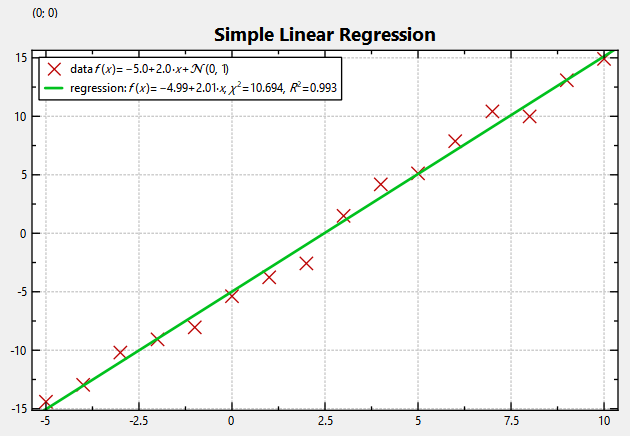 (0; 0)
Simple Linear Regression
data f(x)=−5.0+2.0·x+𝒩(0, 1)
regression: f(x)=−4.99+2.01·x, χ²=10.694, R²=0.993
15
10
5
0
-5
-10
-15
-5 -2.5 0 2.5 5 7.5 10